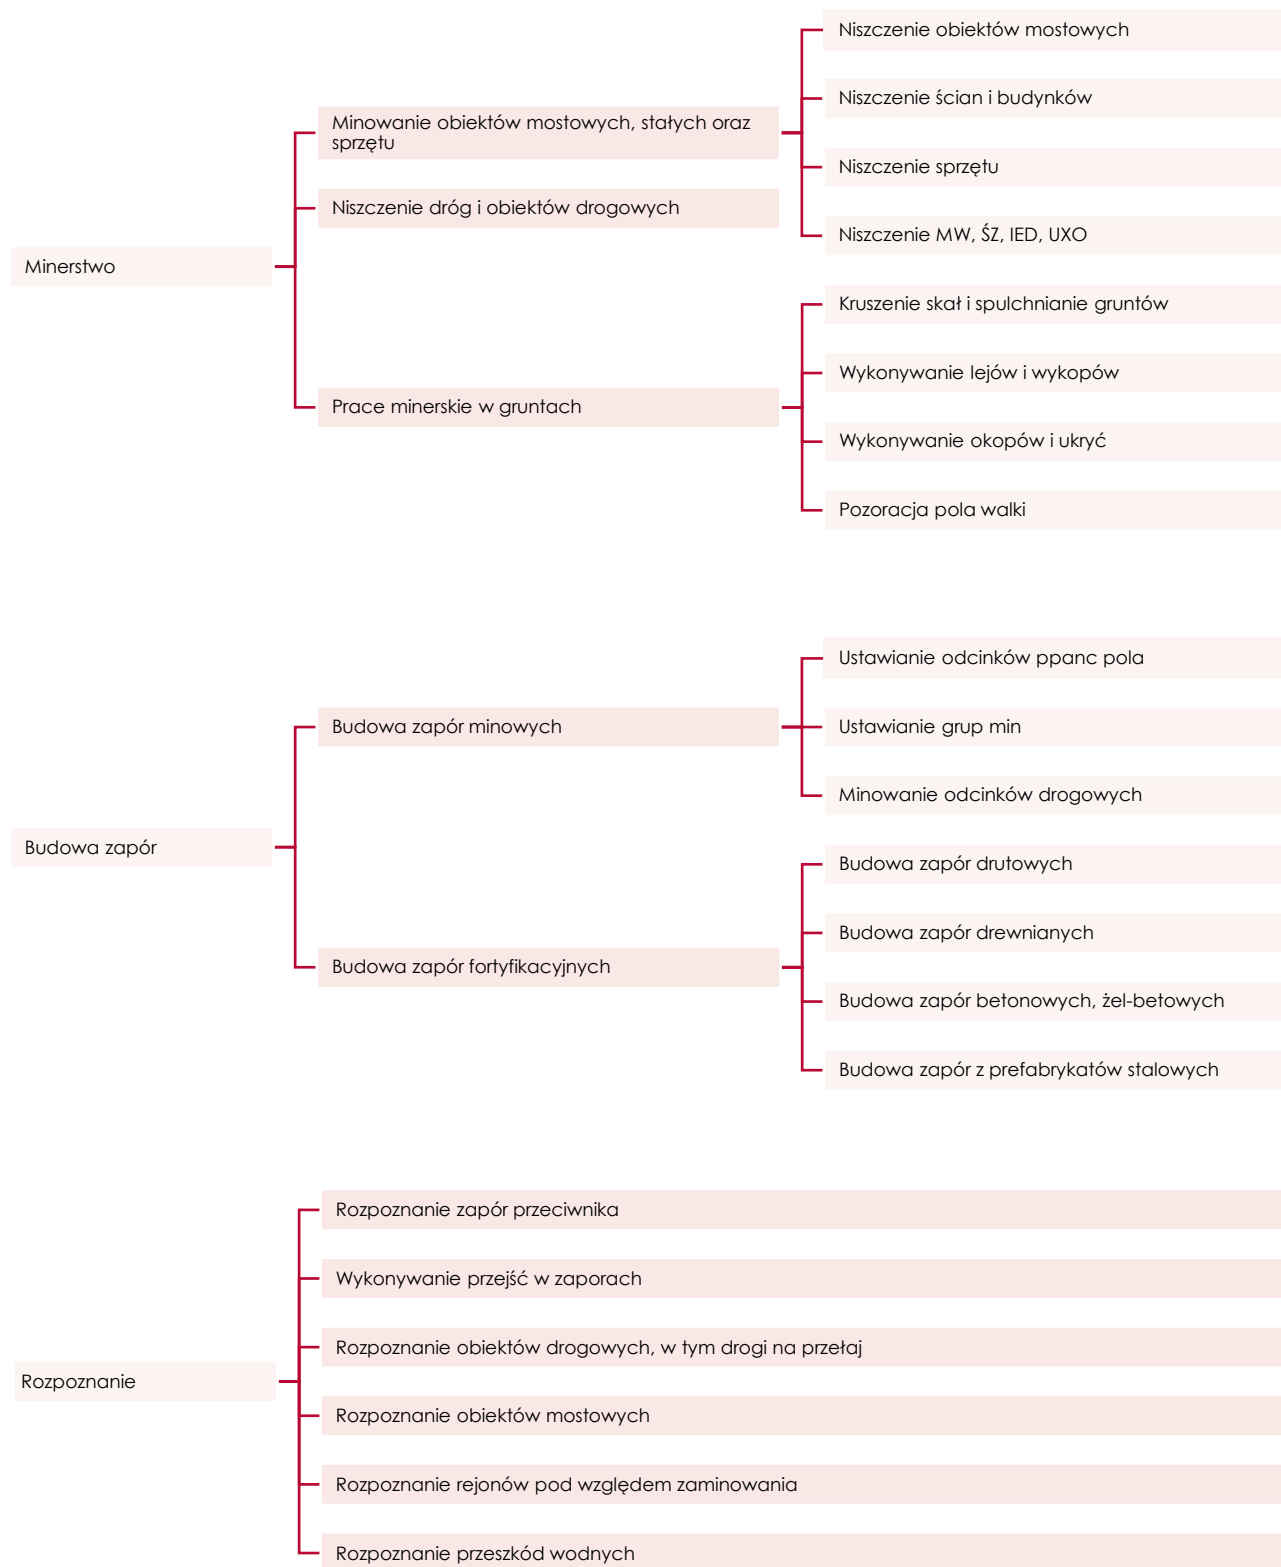 Minerstwo
Minowanie obiektów mostowych, stałych oraz
sprzętu
Niszczenie obiektów mostowych
Niszczenie ścian i budynków
Niszczenie sprzętu
Niszczenie MW, ŚZ, IED, UXO
Niszczenie dróg i obiektów drogowych
Prace minerskie w gruntach
Kruszenie skał i spulchnianie gruntów
Wykonywanie lejów i wykopów
Wykonywanie okopów i ukryć
Pozoracja pola walki
Budowa zapór
Budowa zapór minowych
Ustawianie odcinków ppanc pola
Ustawianie grup min
Minowanie odcinków drogowych
Budowa zapór fortyfikacyjnych
Budowa zapór drutowych
Budowa zapór drewnianych
Budowa zapór betonowych, żel-betowych
Budowa zapór z prefabrykatów stalowych
Rozpoznanie
Rozpoznanie zapór przeciwnika
Wykonywanie przejść w zaporach
Rozpoznanie obiektów drogowych, w tym drogi na przełaj
Rozpoznanie obiektów mostowych
Rozpoznanie rejonów pod względem zaminowania
Rozpoznanie przeszkód wodnych